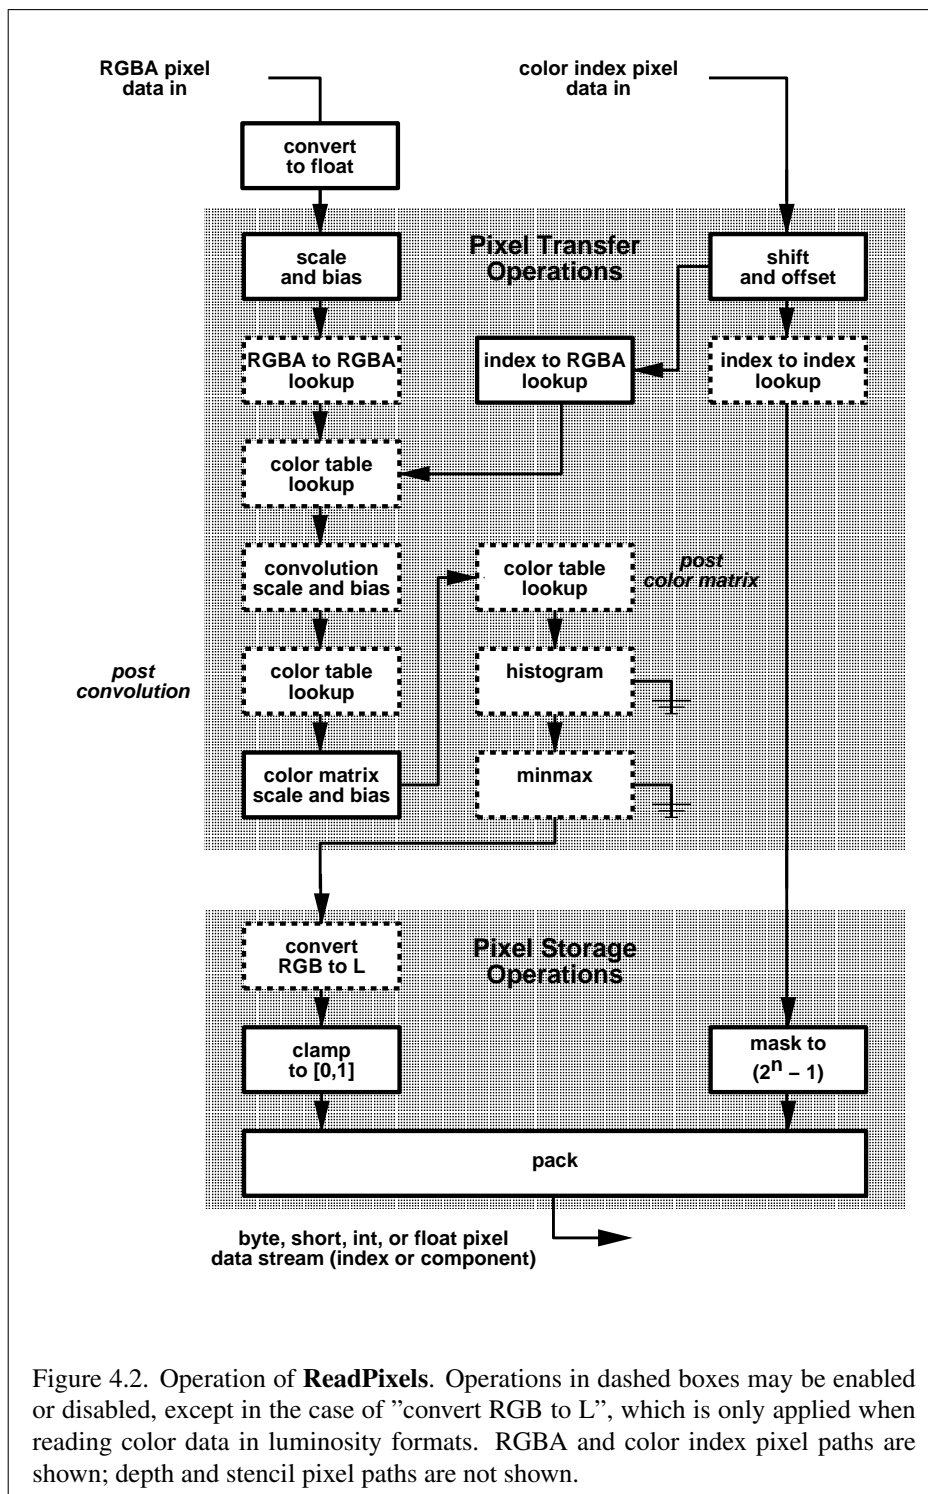 RGBA pixel
data in
color index pixel
data in
convert
to float
Pixel Transfer
Operations
scale
and bias
shift
and offset
RGBA to RGBA
lookup
index to RGBA
lookup
index to index
lookup
color table
lookup
convolution
scale and bias
color table
lookup
post
color matrix
post
convolution
color table
lookup
histogram
color matrix
scale and bias
minmax
convert
RGB to L
Pixel Storage
Operations
clamp
to [0,1]
mask to
(2^n – 1)
pack
byte, short, int, or float pixel
data stream (index or component)
Figure 4.2. Operation of ReadPixels. Operations in dashed boxes may be enabled
or disabled, except in the case of ”convert RGB to L”, which is only applied when
reading color data in luminosity formats. RGBA and color index pixel paths are
shown; depth and stencil pixel paths are not shown.